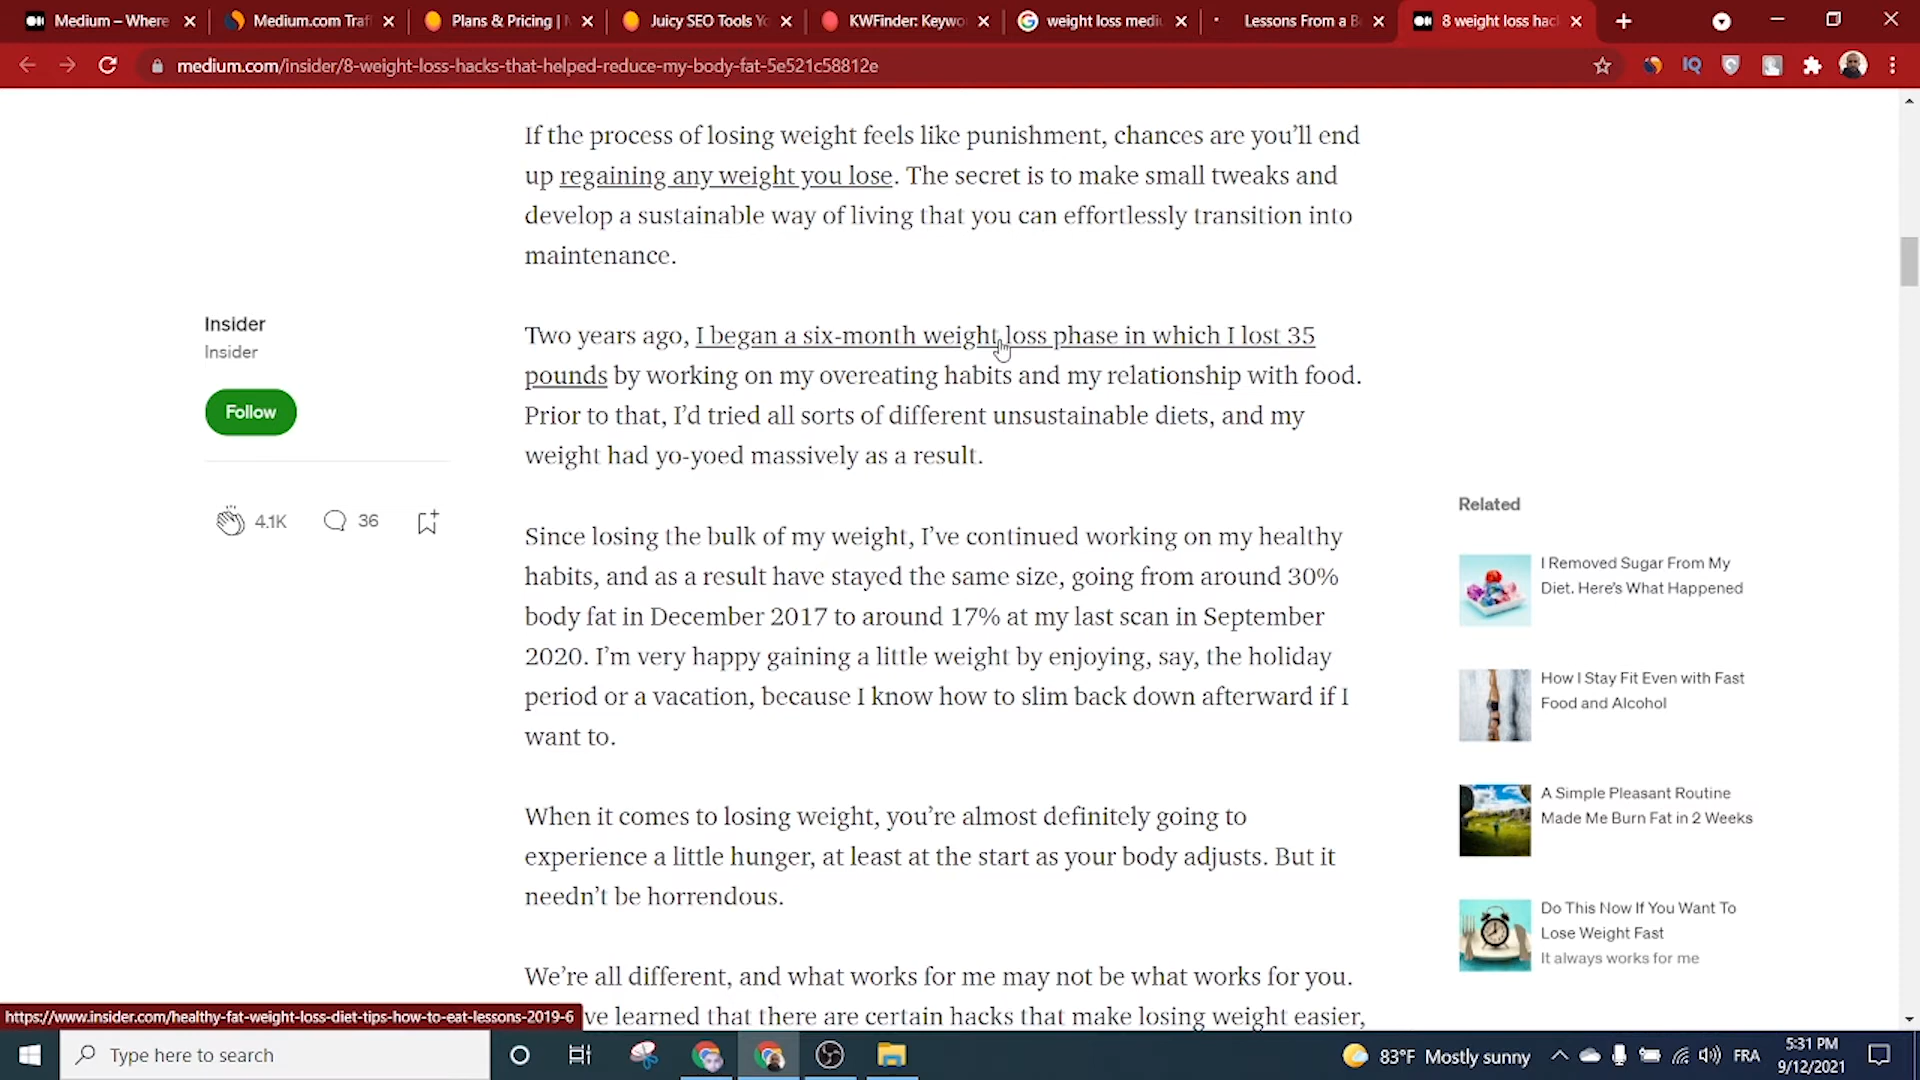 Medium – Where
Medium.com Traf
Plans & Pricing |
Juicy SEO Tools Yo
KWFinder: Keywo
weight loss medi
Lessons From a B
8 weight loss hac
medium.com/insider/8-weight-loss-hacks-that-helped-reduce-my-body-fat-5e521c58812e
If the process of losing weight feels like punishment, chances are you’ll end
up regaining any weight you lose. The secret is to make small tweaks and
develop a sustainable way of living that you can effortlessly transition into
maintenance.
Insider
Insider
Follow
4.1K 36
Two years ago, I began a six-month weight loss phase in which I lost 35
pounds by working on my overeating habits and my relationship with food.
Prior to that, I’d tried all sorts of different unsustainable diets, and my
weight had yo-yoed massively as a result.
Since losing the bulk of my weight, I’ve continued working on my healthy
habits, and as a result have stayed the same size, going from around 30%
body fat in December 2017 to around 17% at my last scan in September
2020. I’m very happy gaining a little weight by enjoying, say, the holiday
period or a vacation, because I know how to slim back down afterward if I
want to.
When it comes to losing weight, you’re almost definitely going to
experience a little hunger, at least at the start as your body adjusts. But it
needn’t be horrendous.
We’re all different, and what works for me may not be what works for you.
ve learned that there are certain hacks that make losing weight easier,
Related
I Removed Sugar From My
Diet. Here’s What Happened
How I Stay Fit Even with Fast
Food and Alcohol
A Simple Pleasant Routine
Made Me Burn Fat in 2 Weeks
Do This Now If You Want To
Lose Weight Fast
It always works for me
https://www.insider.com/healthy-fat-weight-loss-diet-tips-how-to-eat-lessons-2019-6
Type here to search
83°F Mostly sunny
FRA
5:31 PM
9/12/2021